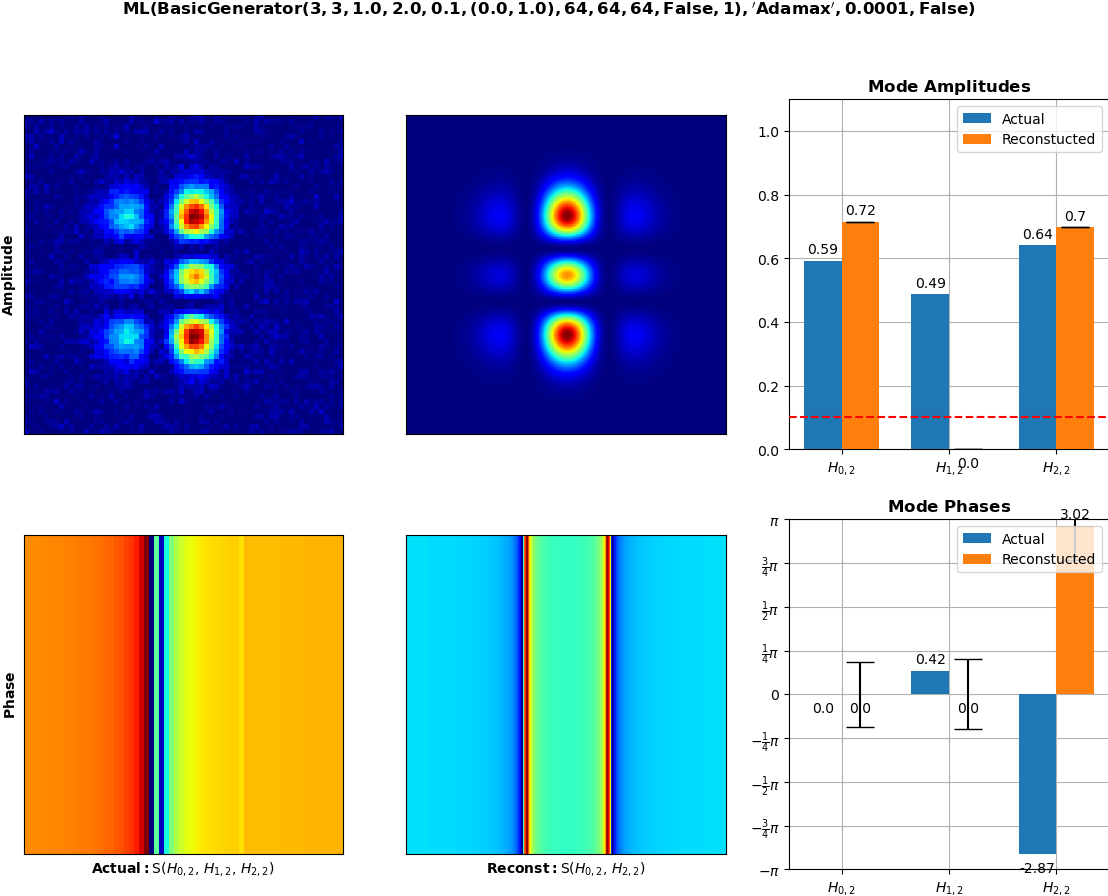 ML(BasicGenerator(3, 3, 1.0, 2.0, 0.1, (0.0, 1.0), 64, 64, 64, False, 1), ′Adamax′, 0.0001, False)
Amplitude
Mode Amplitudes
Actual
Reconstucted
1.0
0.8
0.6
0.4
0.2
0.0
0.59
0.72
0.49
0.0
0.64
0.7
H0, 2
H1, 2
H2, 2
Phase
Actual: S(H0, 2, H1, 2, H2, 2)
Reconst: S(H0, 2, H2, 2)
Mode Phases
Actual
Reconstucted
π
3/4π
1/2π
1/4π
0
−1/4π
−1/2π
−3/4π
−π
0.0
0.0
0.42
0.0
-2.87
3.02
H0, 2
H1, 2
H2, 2